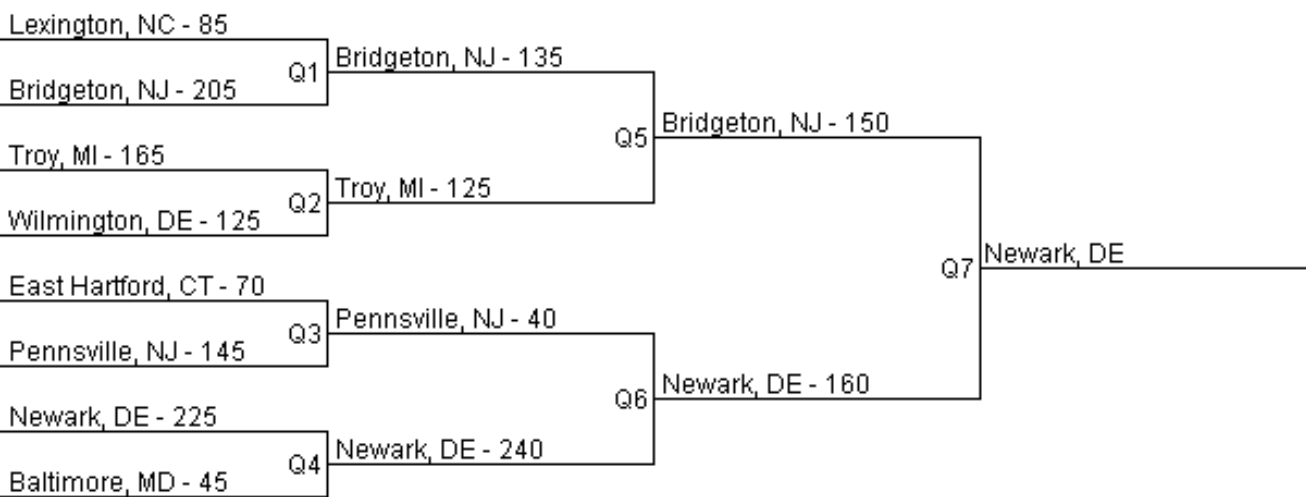 Lexington, NC - 85
Q1
Bridgeton, NJ - 135
Bridgeton, NJ - 205
Q5
Bridgeton, NJ - 150
Troy, MI - 165
Q2
Troy, MI - 125
Wilmington, DE - 125
Q7
Newark, DE
East Hartford, CT - 70
Q3
Pennsville, NJ - 40
Pennsville, NJ - 145
Q6
Newark, DE - 160
Newark, DE - 225
Q4
Newark, DE - 240
Baltimore, MD - 45